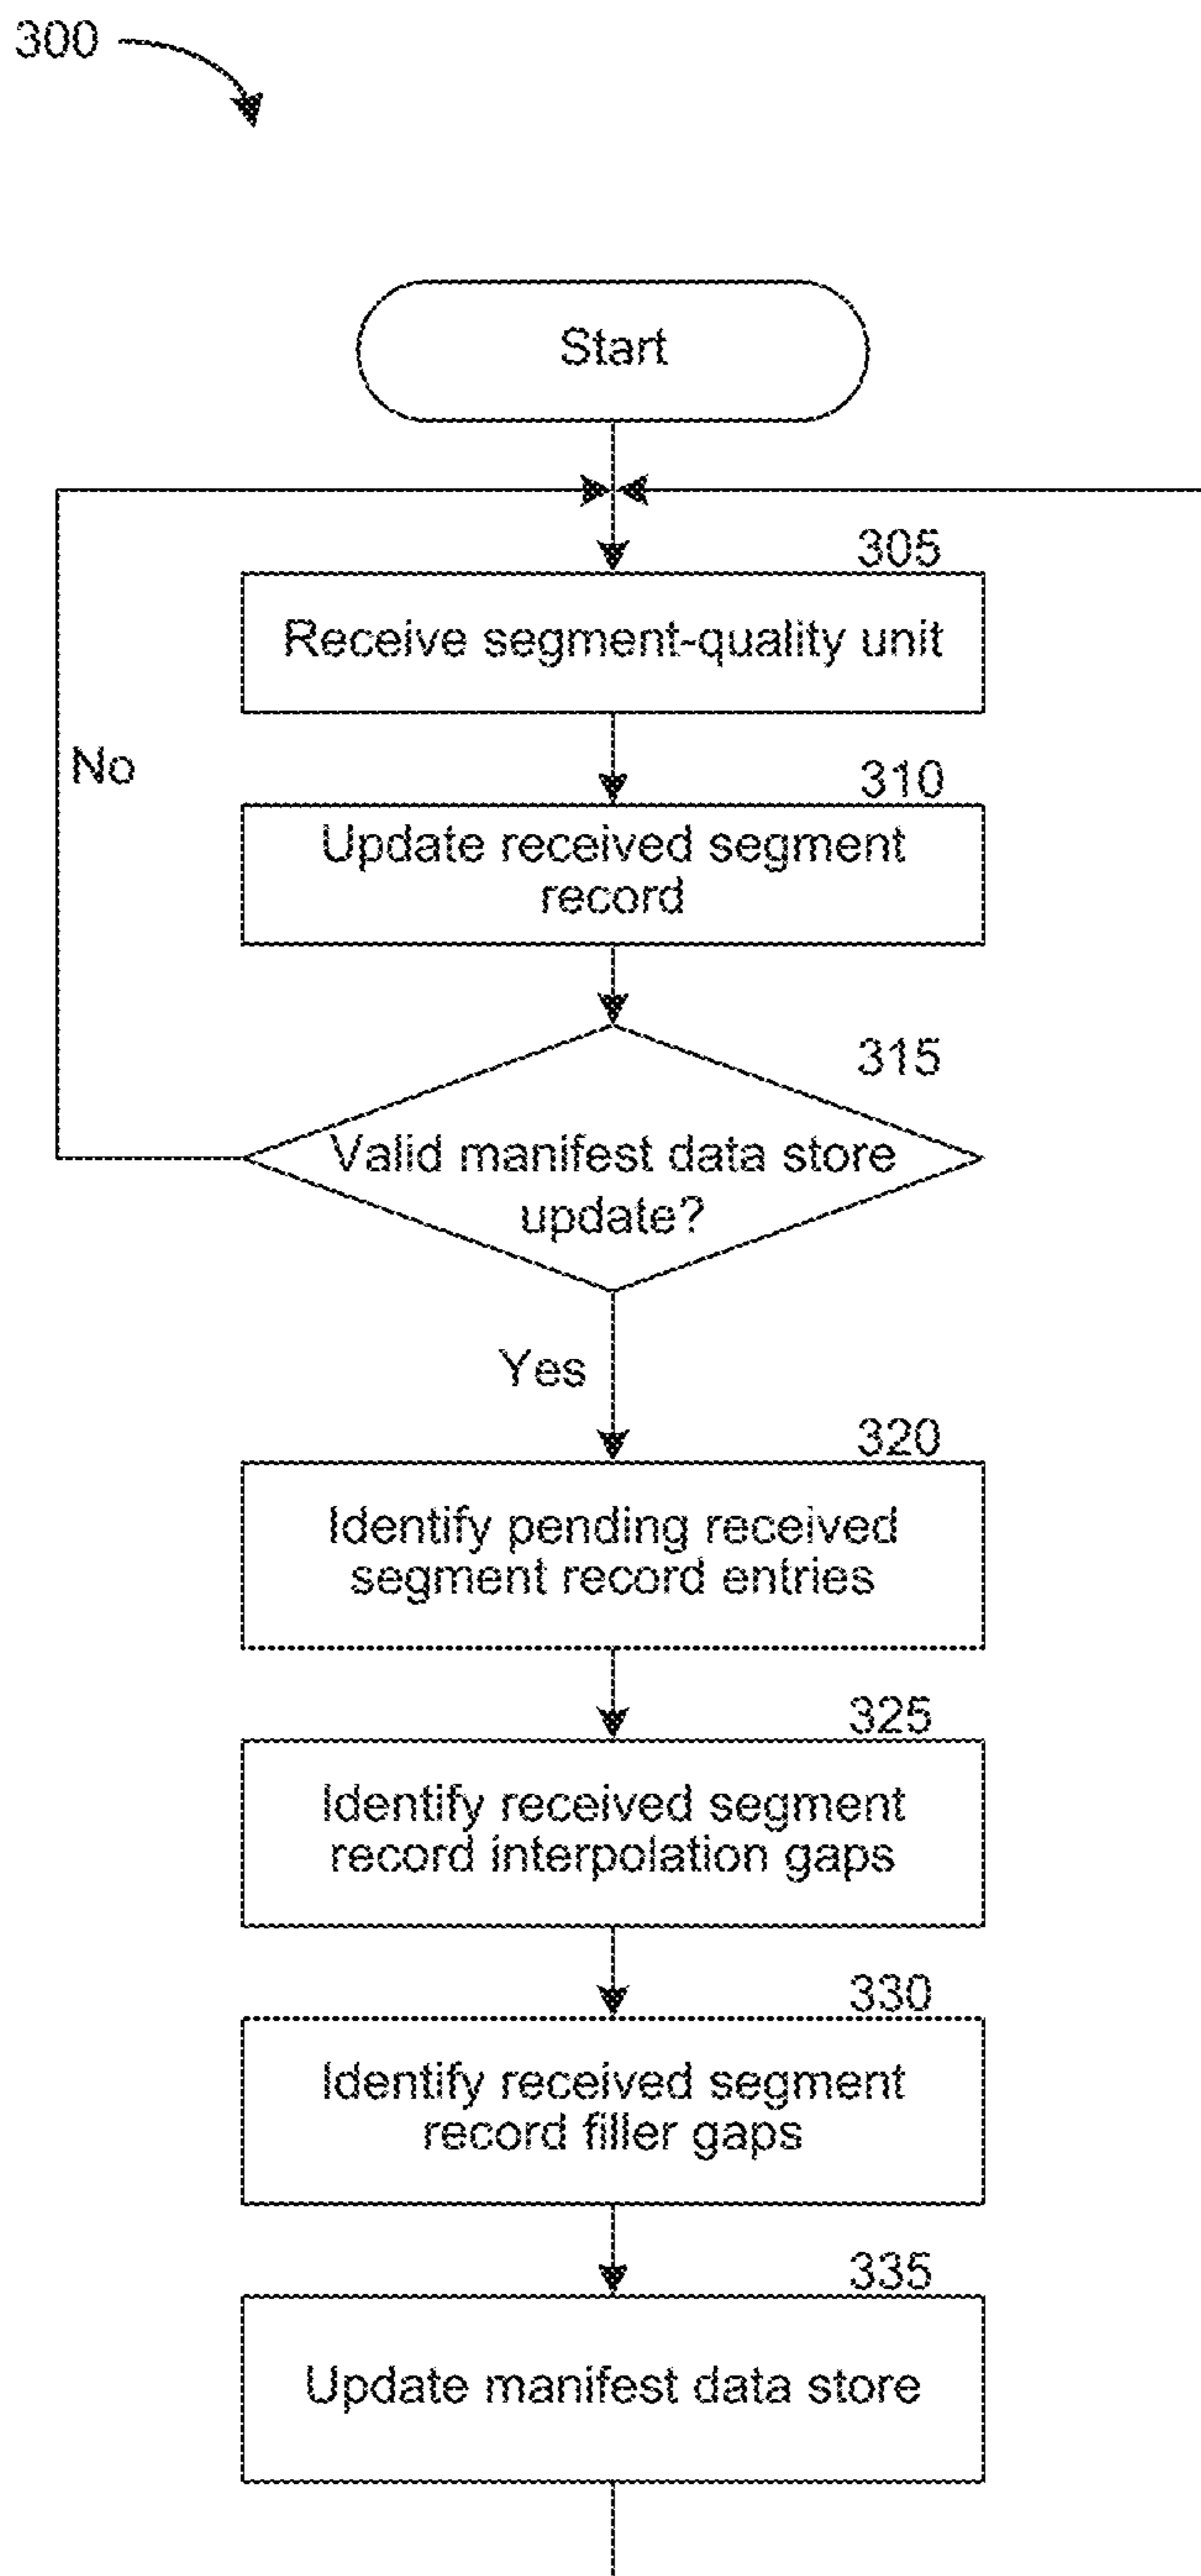 300
Start
305
Receive segment-quality unit
No
310
Update received segment
record
315
Valid manifest data store
update?
Yes
320
Identify pending received
segment record entries
325
Identify received segment
record interpolation gaps
330
Identify received segment
record filler gaps
335
Update manifest data store